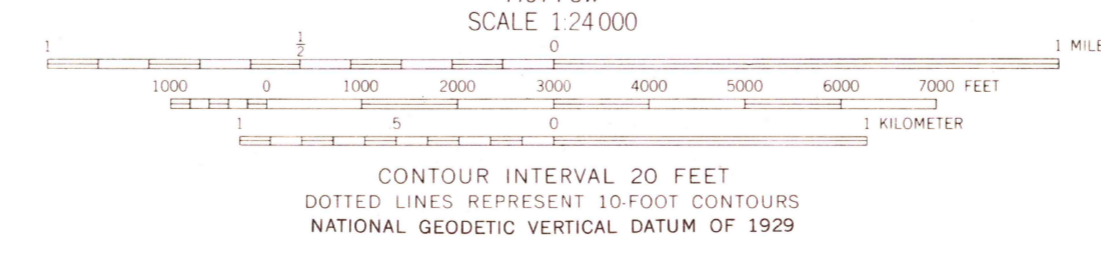 SCALE 1:24 000
1 ½ 0 1 MILE
1000 0 1000 2000 3000 4000 5000 6000 7000 FEET
1 5 0 1 KILOMETER
CONTOUR INTERVAL 20 FEET
DOTTED LINES REPRESENT 10-FOOT CONTOURS
NATIONAL GEODETIC VERTICAL DATUM OF 1929